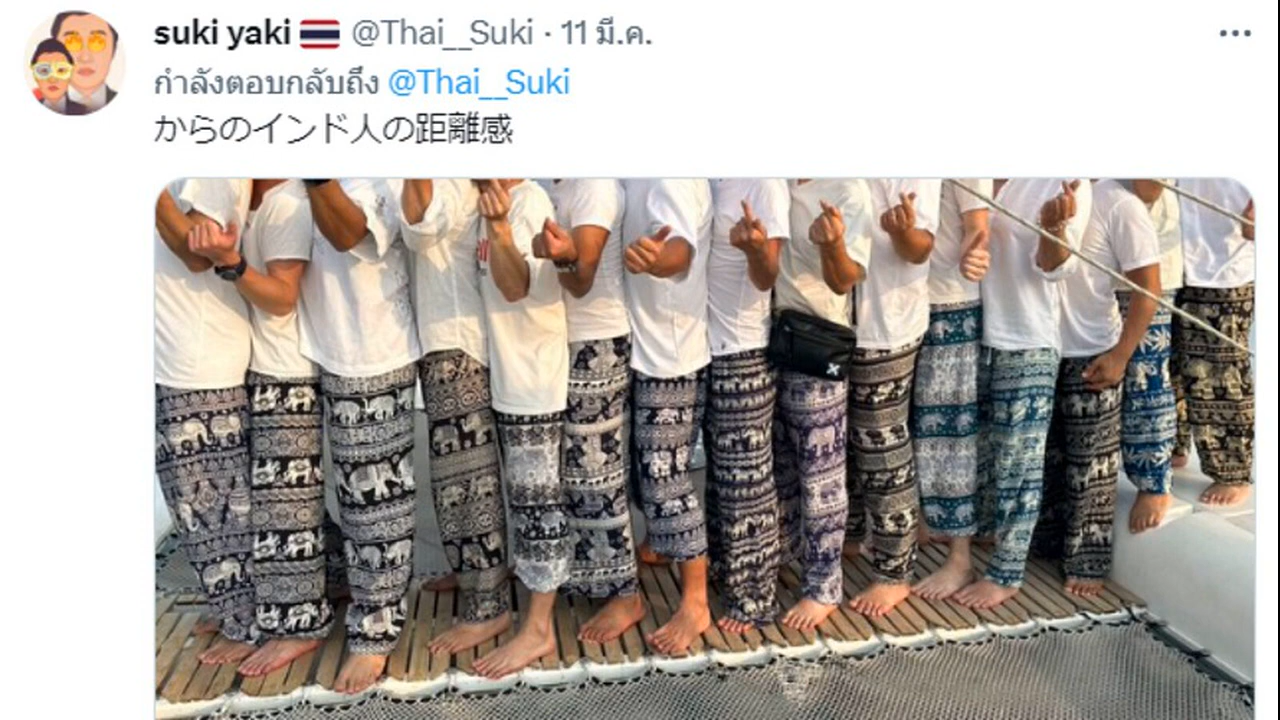 suki yaki 🇹🇭 @Thai__Suki · 11 มี.ค.
กำลังตอบกลับถึง @Thai__Suki
からのインド人の距離感